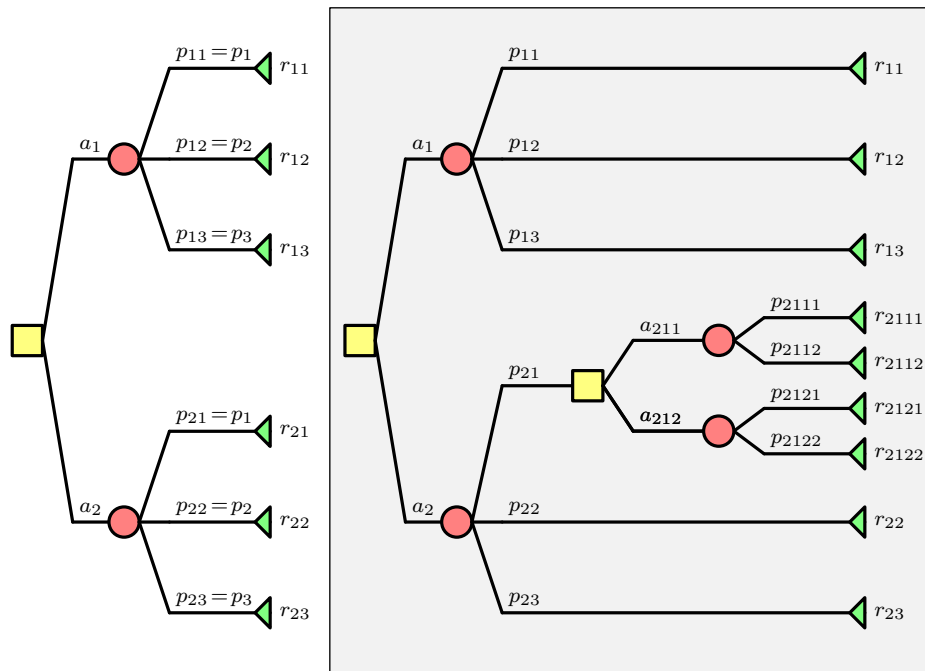 p₁₁=p₁
r₁₁
a₁
p₁₂=p₂
r₁₂
p₁₃=p₃
r₁₃
p₂₁=p₁
r₂₁
a₂
p₂₂=p₂
r₂₂
p₂₃=p₃
r₂₃
p₁₁
r₁₁
a₁
p₁₂
r₁₂
p₁₃
r₁₃
p₂₁
a₂₁₁
p₂₁₁₁
r₂₁₁₁
p₂₁₁₂
r₂₁₁₂
a₂₁₂
p₂₁₂₁
r₂₁₂₁
p₂₁₂₂
r₂₁₂₂
a₂
p₂₂
r₂₂
p₂₃
r₂₃